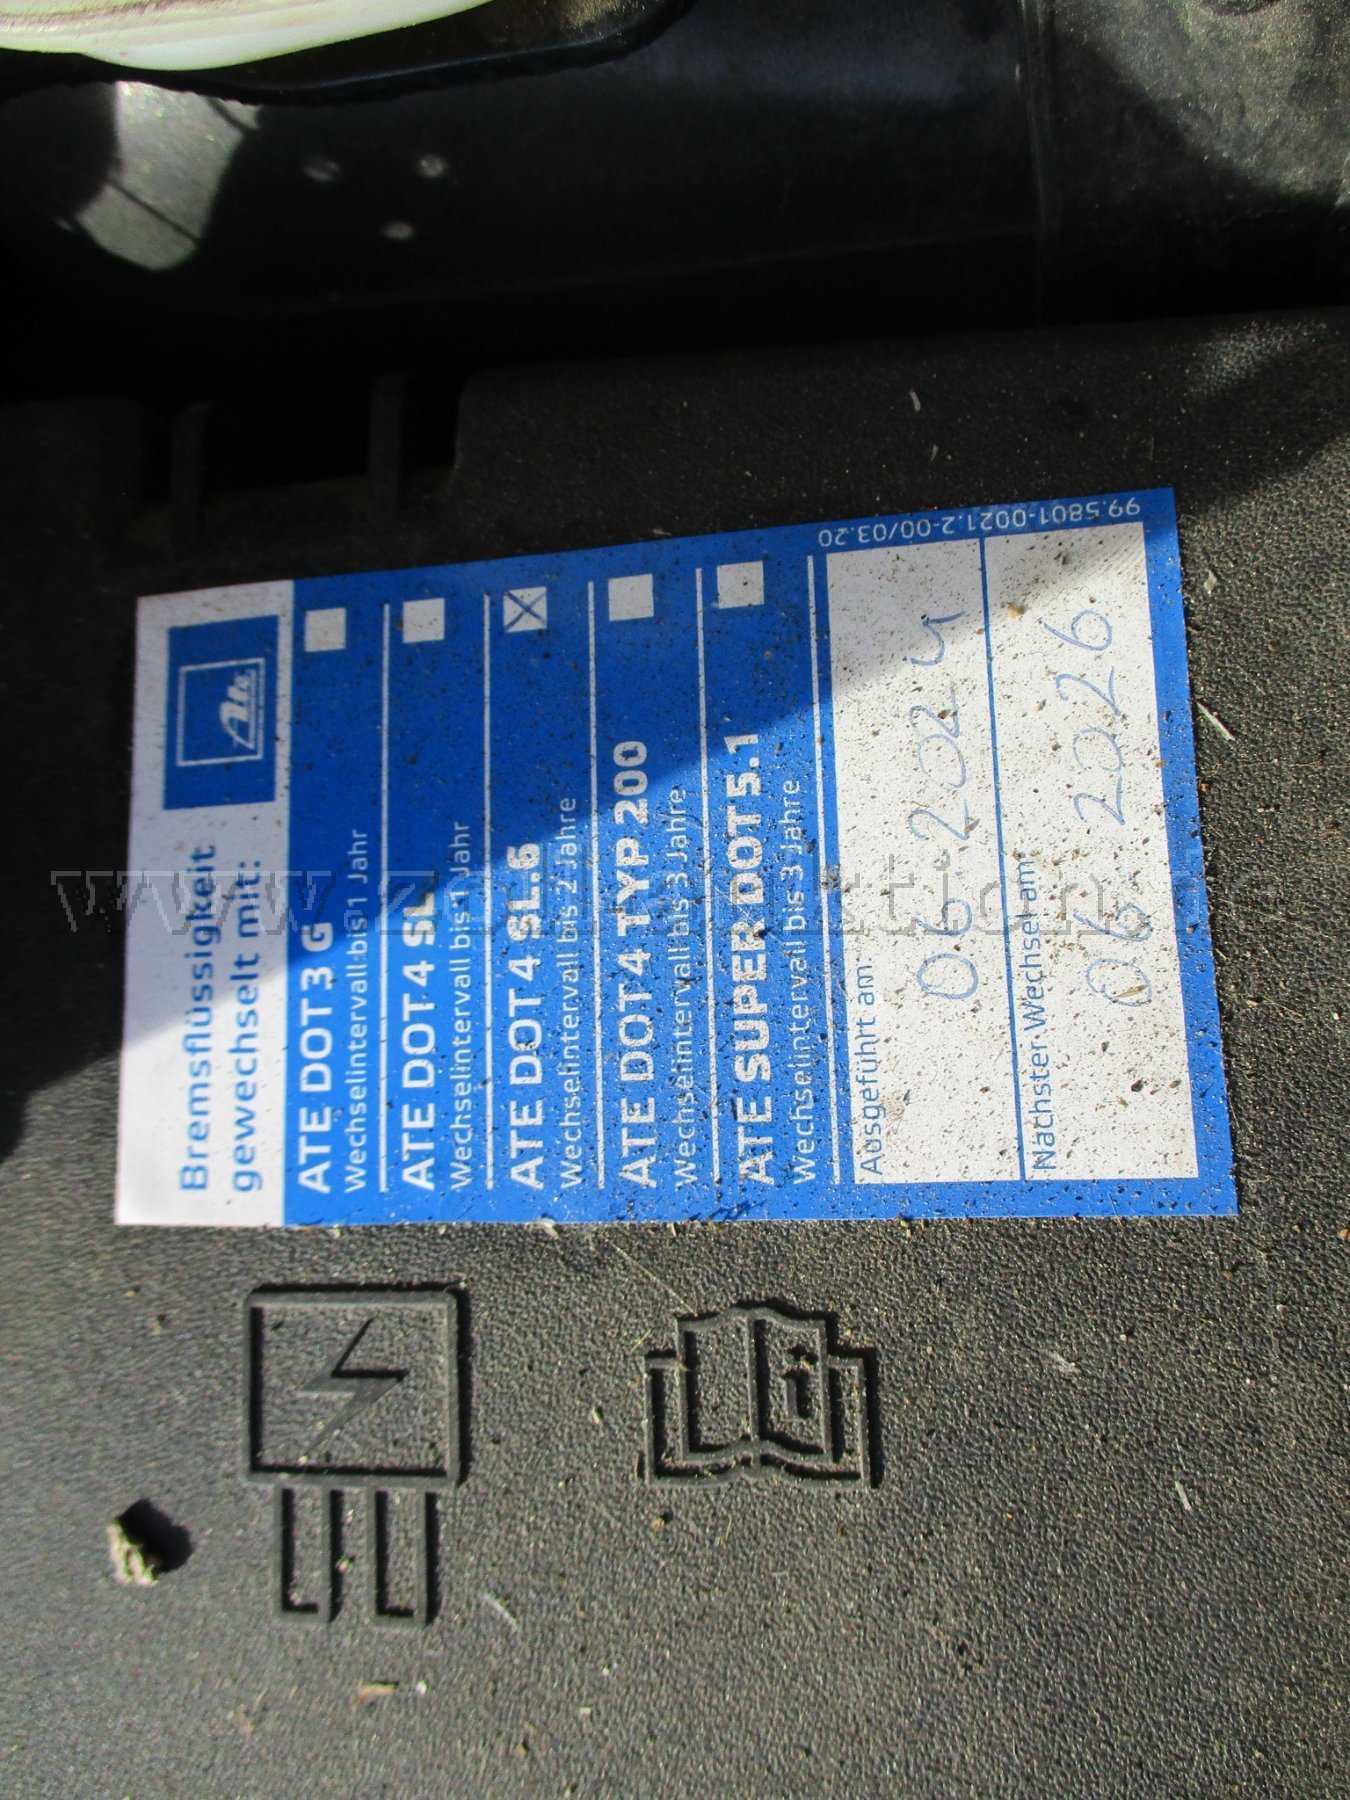 Bremsflüssigkeit
gewechselt mit:
Ate
ATE DOT 3 G
Wechselintervall bis 1 Jahr
ATE DOT 4 SL
Wechselintervall bis 1 Jahr
ATE DOT 4 SL.6
Wechselintervall bis 2 Jahre
ATE DOT 4 TYP 200
Wechselintervall bis 3 Jahre
ATE SUPER DOT 5.1
Wechselintervall bis 3 Jahre
Ausgeführt am:
06 2024
Nächster Wechsel am:
06 2026
99.5801-0021.2-00/03.20
i